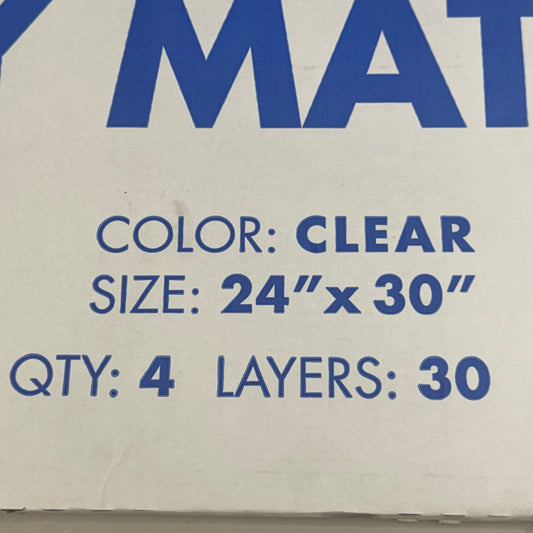 Y MAT
COLOR: CLEAR
SIZE: 24”x 30”
QTY: 4 LAYERS: 30